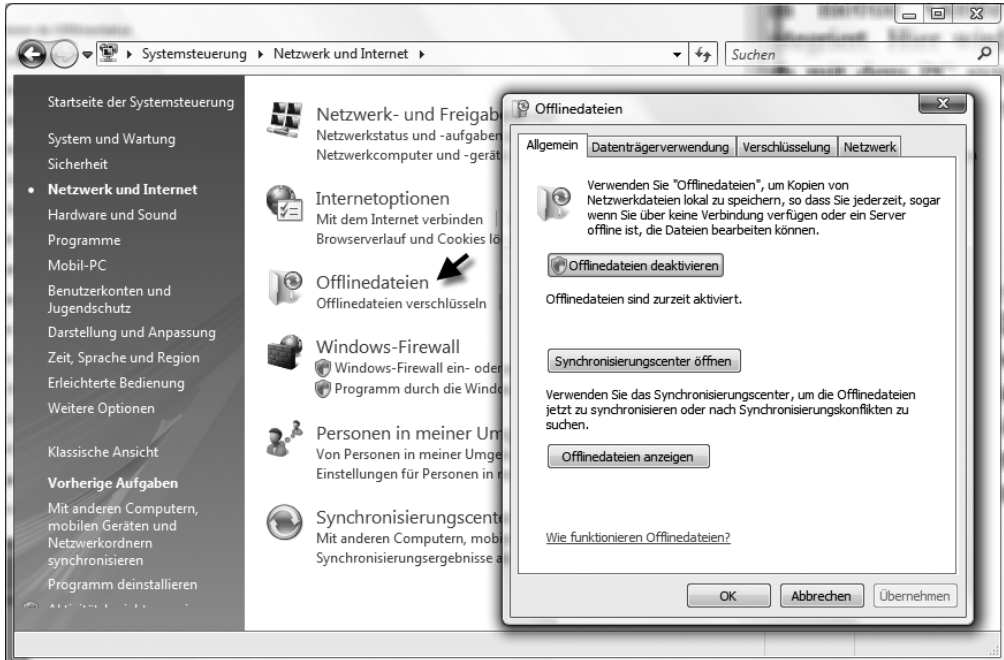 Systemsteuerung
Netzwerk und Internet
Suchen
Startseite der Systemsteuerung
System und Wartung
Sicherheit
Netzwerk und Internet
Hardware und Sound
Programme
Mobil-PC
Benutzerkonten und
Jugendschutz
Darstellung und Anpassung
Zeit, Sprache und Region
Erleichterte Bedienung
Weitere Optionen
Klassische Ansicht
Vorherige Aufgaben
Mit anderen Computern,
mobilen Geräten und
Netzwerkordnern
synchronisieren
Programm deinstallieren
Netzwerk- und Freigab
Netzwerkstatus und -aufgaben
Netzwerkcomputer und -gerät
Internetoptionen
Mit dem Internet verbinden
Browserverlauf und Cookies lö
Offlinedateien
Offlinedateien verschlüsseln
Windows-Firewall
Windows-Firewall ein- oder
Programm durch die Windo
Personen in meiner Um
Von Personen in meiner Umge
Einstellungen für Personen in
Synchronisierungscente
Mit anderen Computern, mobi
Synchronisierungsergebnisse a
Offlinedateien
Allgemein Datenträgerverwendung Verschlüsselung Netzwerk
Verwenden Sie "Offlinedateien", um Kopien von
Netzwerkdateien lokal zu speichern, so dass Sie jederzeit, sogar
wenn Sie über keine Verbindung verfügen oder ein Server
offline ist, die Dateien bearbeiten können.
Offlinedateien deaktivieren
Offlinedateien sind zurzeit aktiviert.
Synchronisierungscenter öffnen
Verwenden Sie das Synchronisierungscenter, um die Offlinedateien
jetzt zu synchronisieren oder nach Synchronisierungskonflikten zu
suchen.
Offlinedateien anzeigen
Wie funktionieren Offlinedateien?
OK Abbrechen Übernehmen